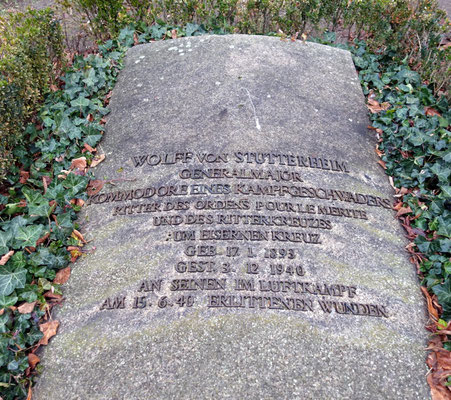 WOLFF VON STUTTERHEIM
GENERALMAJOR
KOMMODORE EINES KAMPFGESCHWADERS
RITTER DES ORDENS POUR LE MERITE
UND DES RITTERKREUZES
ZUM EISERNEN KREUZ
GEB. 17. 1. 1893
GEST. 3. 12. 1940
AN SEINEN IM LUFTKAMPF
AM 15. 6. 40. ERLITTENEN WUNDEN